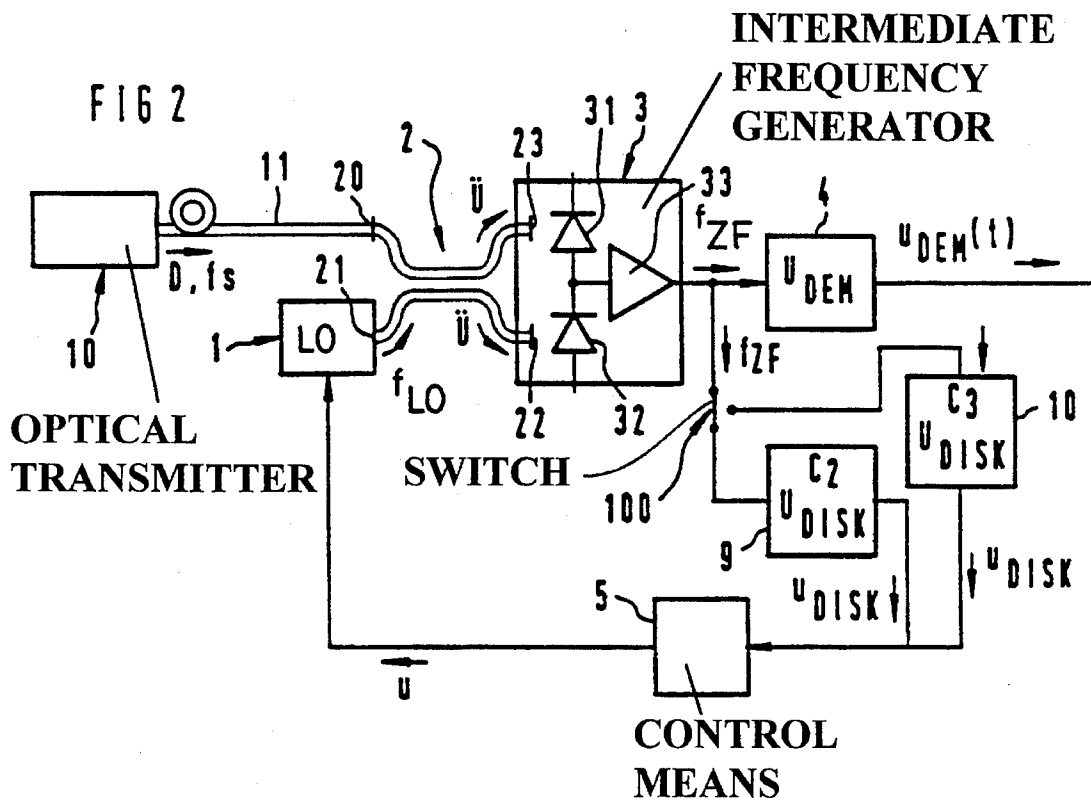 INTERMEDIATE
FREQUENCY
GENERATOR
FIG 2
31
3
23
33
2
11
20
Ü
4
f_ZF
u_DEM(t)
U_DEM
D, fs
21
10
1
LO
Ü
f_ZF
f_LO
22
32
C3
U_DISK
10
OPTICAL
TRANSMITTER
SWITCH
100
C2
U_DISK
9
u_DISK
u_DISK
5
u
CONTROL
MEANS